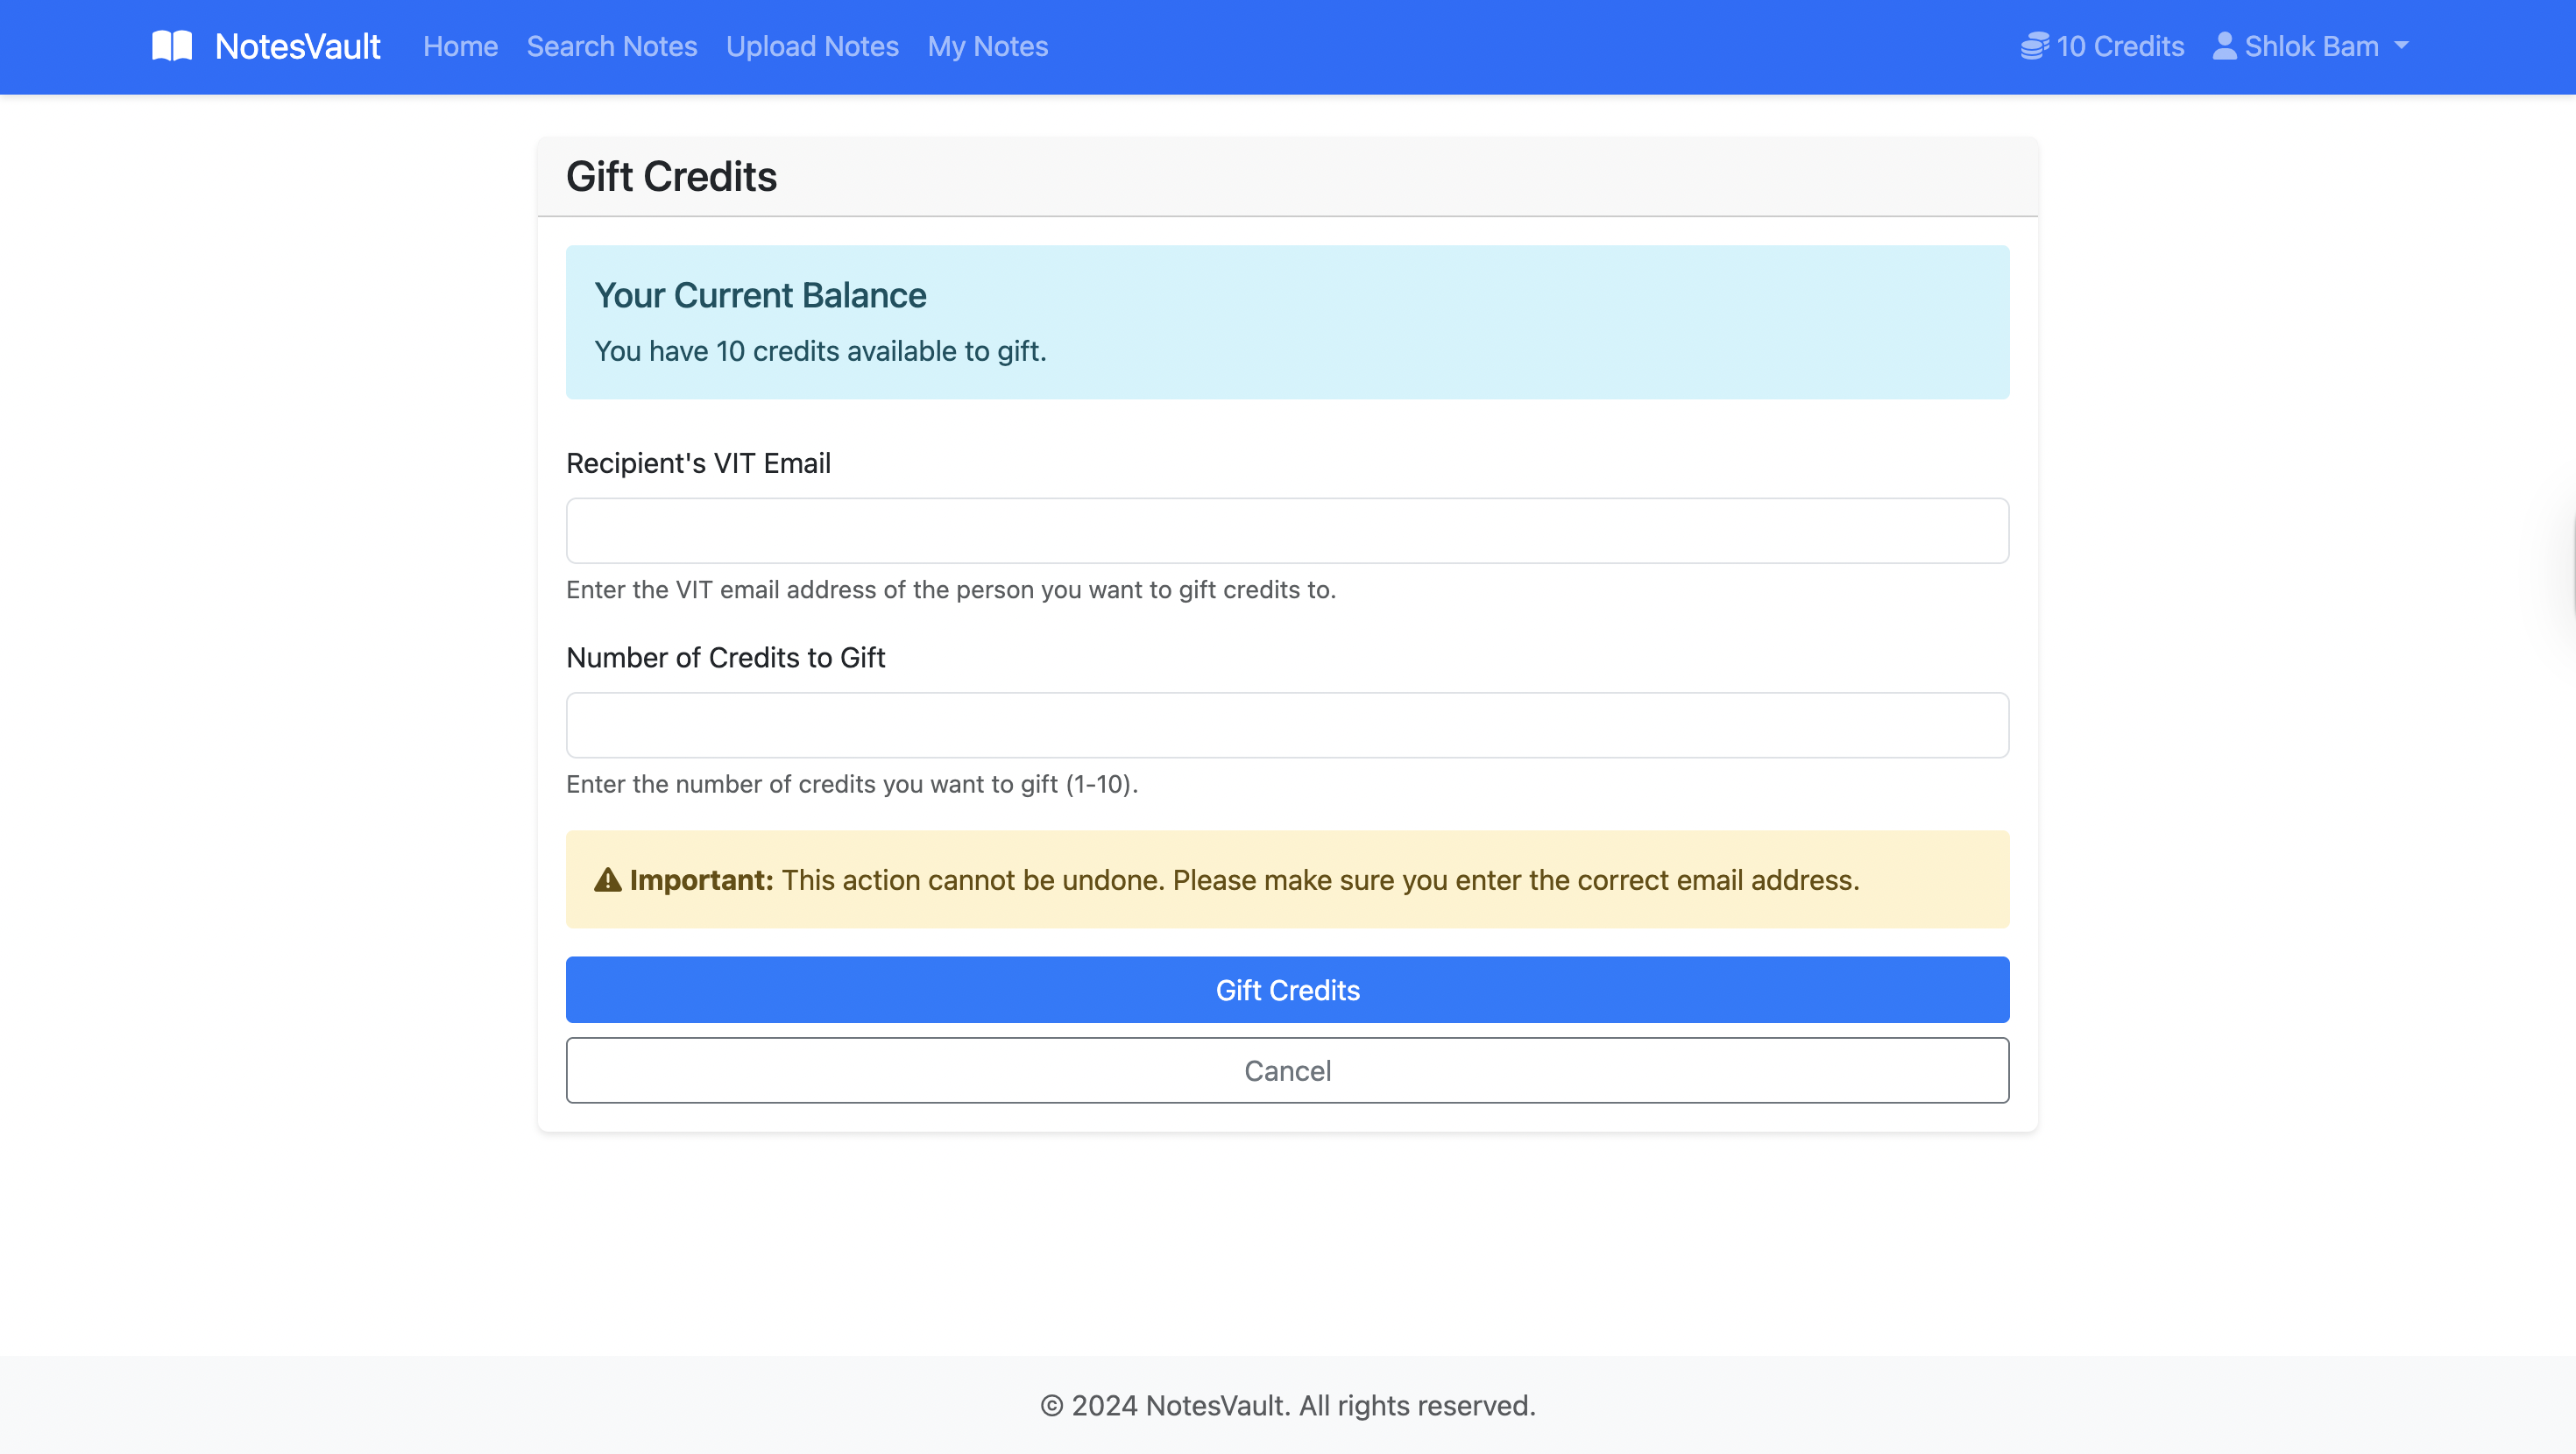 NotesVault Home Search Notes Upload Notes My Notes 10 Credits Shlok Bam
Gift Credits
Your Current Balance
You have 10 credits available to gift.
Recipient's VIT Email
Enter the VIT email address of the person you want to gift credits to.
Number of Credits to Gift
Enter the number of credits you want to gift (1-10).
Important: This action cannot be undone. Please make sure you enter the correct email address.
Gift Credits
Cancel
© 2024 NotesVault. All rights reserved.